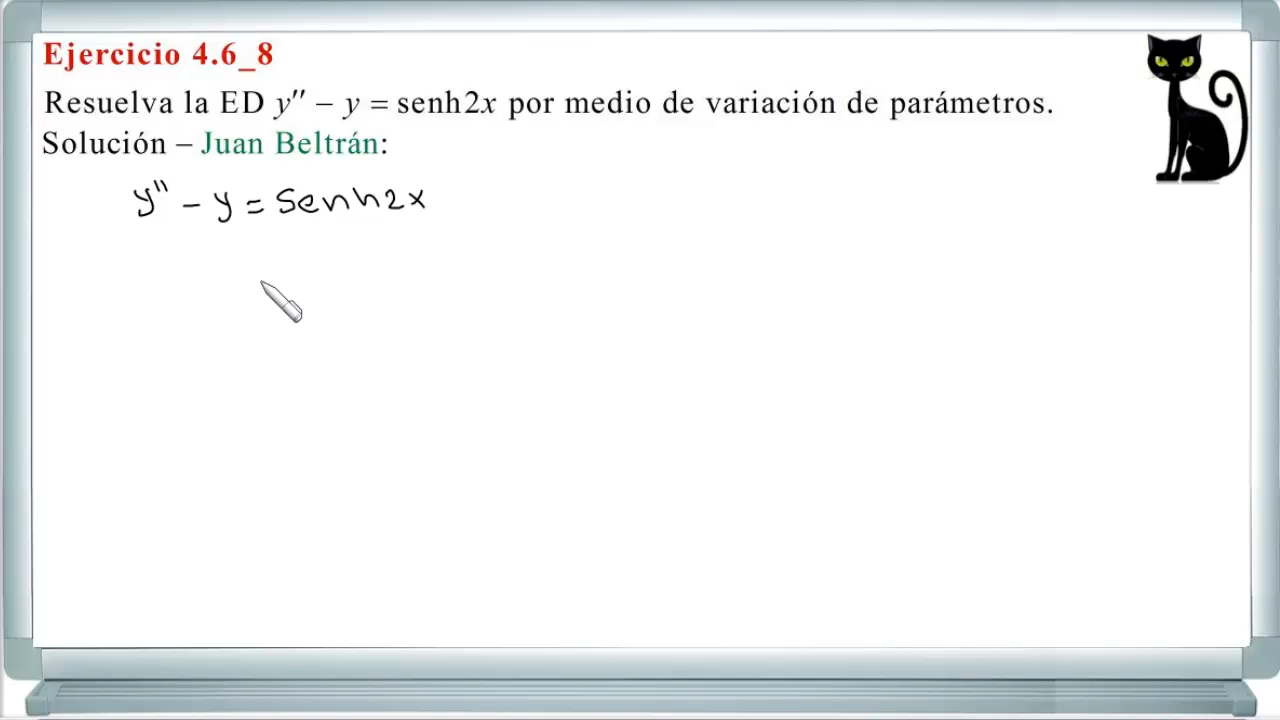 Ejercicio 4.6_8
Resuelva la ED y′′ − y = senh2x por medio de variación de parámetros.
Solución – Juan Beltrán:
y'' - y = Senh2x